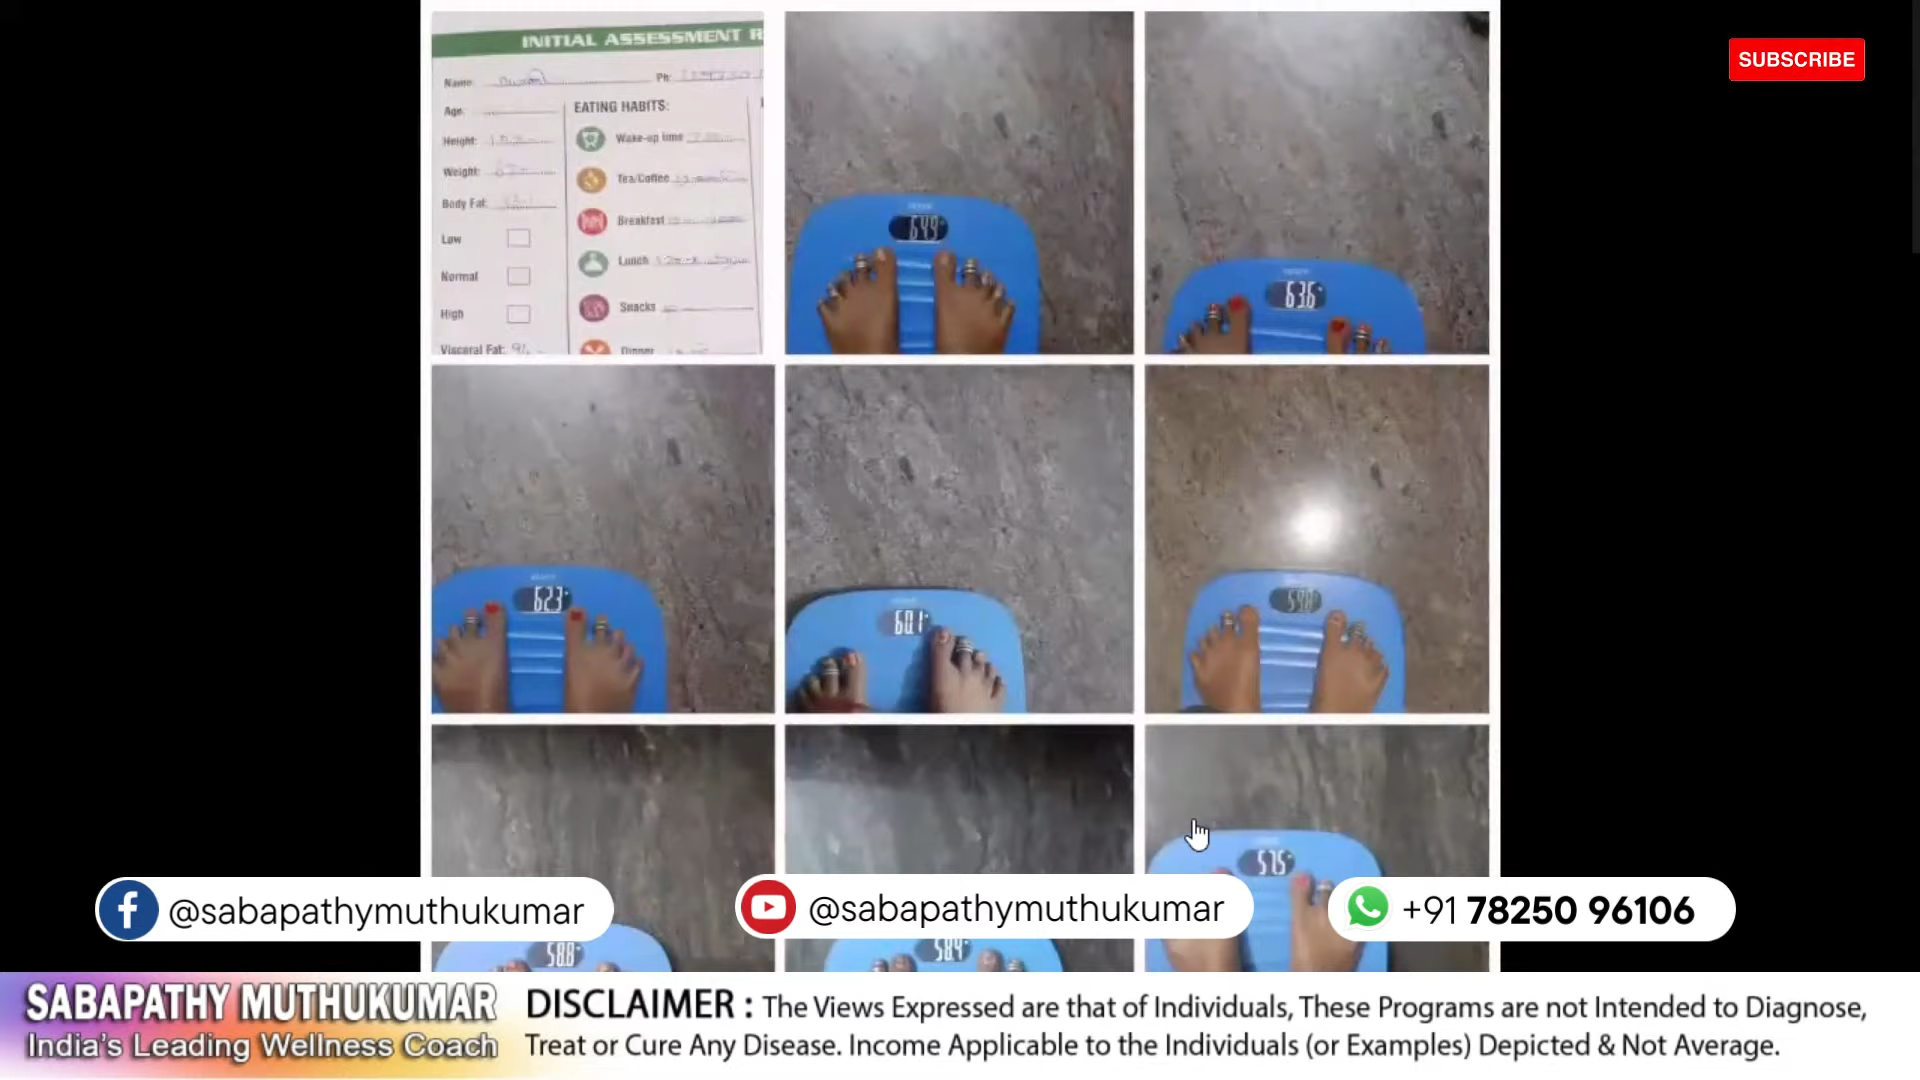 SUBSCRIBE
INITIAL ASSESSMENT R
Name:
Ph:
Age:
EATING HABITS:
Height:
Wake-up time
Weight:
Tea/Coffee
Body Fat:
Breakfast
Low
Lunch
Normal
Snacks
High
Visceral Fat:
Dinner
64.9
63.6
62.3
60.1
58.8
58.4
57.5
@sabapathymuthukumar
@sabapathymuthukumar
+91 78250 96106
SABAPATHY MUTHUKUMAR
India's Leading Wellness Coach
DISCLAIMER : The Views Expressed are that of Individuals, These Programs are not Intended to Diagnose,
Treat or Cure Any Disease. Income Applicable to the Individuals (or Examples) Depicted & Not Average.